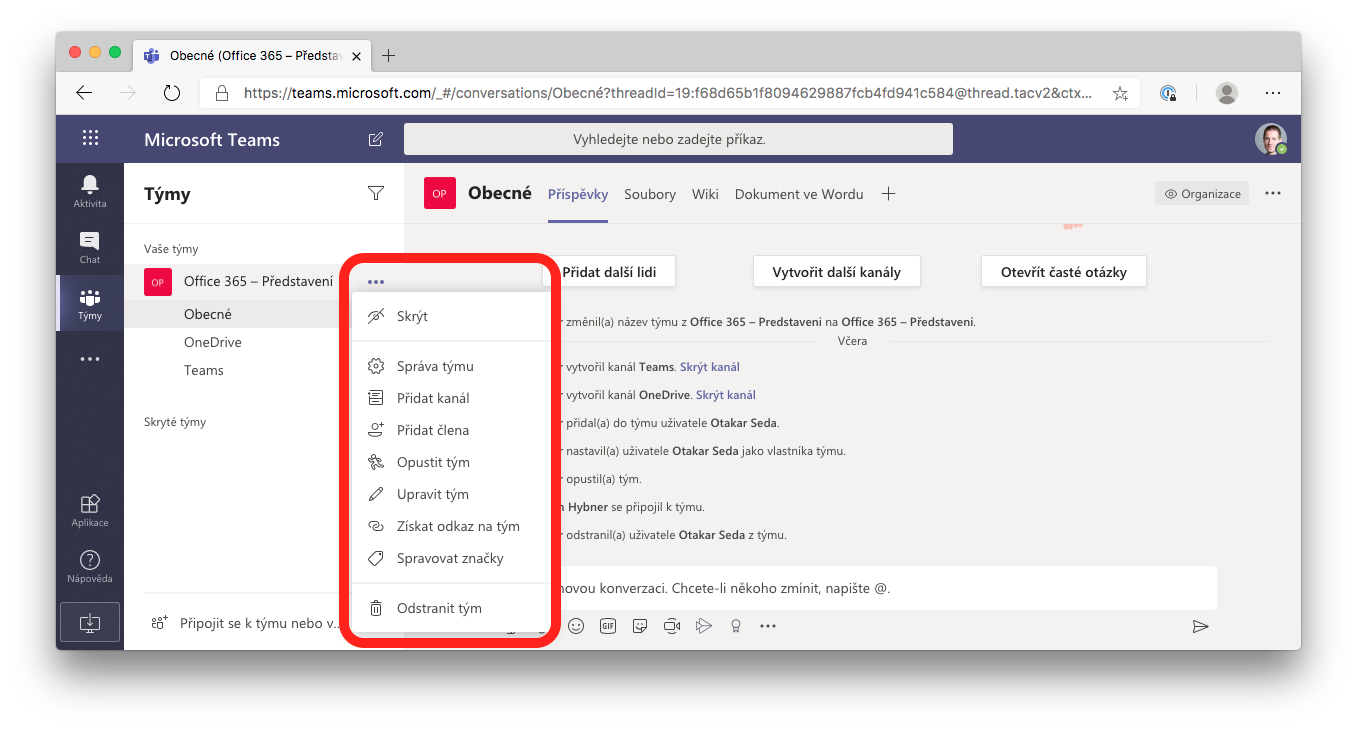 Obecné (Office 365 – Předsta
https://teams.microsoft.com/_#/conversations/Obecné?threadId=19:f68d65b1f8094629887fcb4fd941c584@thread.tacv2&ctx...
Microsoft Teams
Vyhledejte nebo zadejte příkaz.
Aktivita
Chat
Týmy
Aplikace
Nápověda
Týmy
Vaše týmy
OP
Office 365 – Představení
Obecné
OneDrive
Teams
Skryté týmy
Připojit se k týmu nebo v...
Skrýt
Správa týmu
Přidat kanál
Přidat člena
Opustit tým
Upravit tým
Získat odkaz na tým
Spravovat značky
Odstranit tým
OP
Obecné
Příspěvky
Soubory
Wiki
Dokument ve Wordu
Organizace
Přidat další lidi
Vytvořit další kanály
Otevřít časté otázky
změnil(a) název týmu z Office 365 – Predstaveni na Office 365 – Představení.
Včera
vytvořil kanál Teams. Skrýt kanál
vytvořil kanál OneDrive. Skrýt kanál
přidal(a) do týmu uživatele Otakar Seda.
nastavil(a) uživatele Otakar Seda jako vlastníka týmu.
opustil(a) tým.
Hybner se připojil k týmu.
odstranil(a) uživatele Otakar Seda z týmu.
novou konverzaci. Chcete-li někoho zmínit, napište @.
GIF